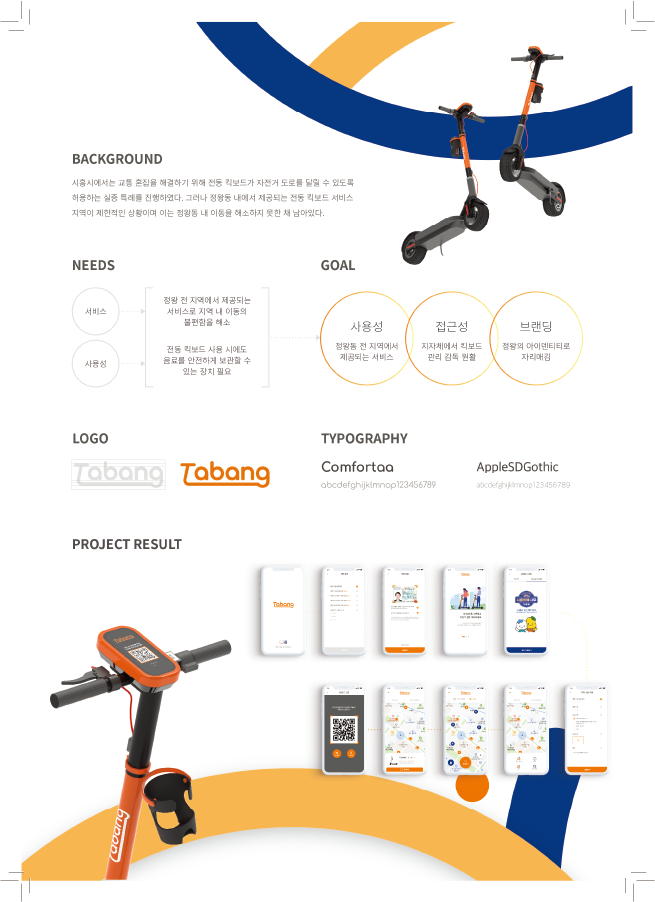 BACKGROUND
시흥시에서는 교통 혼잡을 해결하기 위해 전동 킥보드가 자전거 도로를 달릴 수 있도록
허용하는 실증 특례를 진행하였다. 그러나 정왕동 내에서 제공되는 전동 킥보드 서비스
지역이 제한적인 상황이며 이는 정왕동 내 이동을 해소하지 못한 채 남아있다.
NEEDS
서비스
정왕 전 지역에서 제공되는
서비스로 지역 내 이동의
불편함을 해소
사용성
전동 킥보드 사용 시에도
음료를 안전하게 보관할 수
있는 장치 필요
GOAL
사용성
정왕동 전 지역에서
제공되는 서비스
접근성
지자체에서 킥보드
관리 감독 원활
브랜딩
정왕의 아이덴티티로
자리매김
LOGO
Tabang
Tabang
TYPOGRAPHY
Comfortaa
abcdefghijklmnop123456789
AppleSDGothic
abcdefghijklmnop123456789
PROJECT RESULT
Tabang
Tabang
Tabang